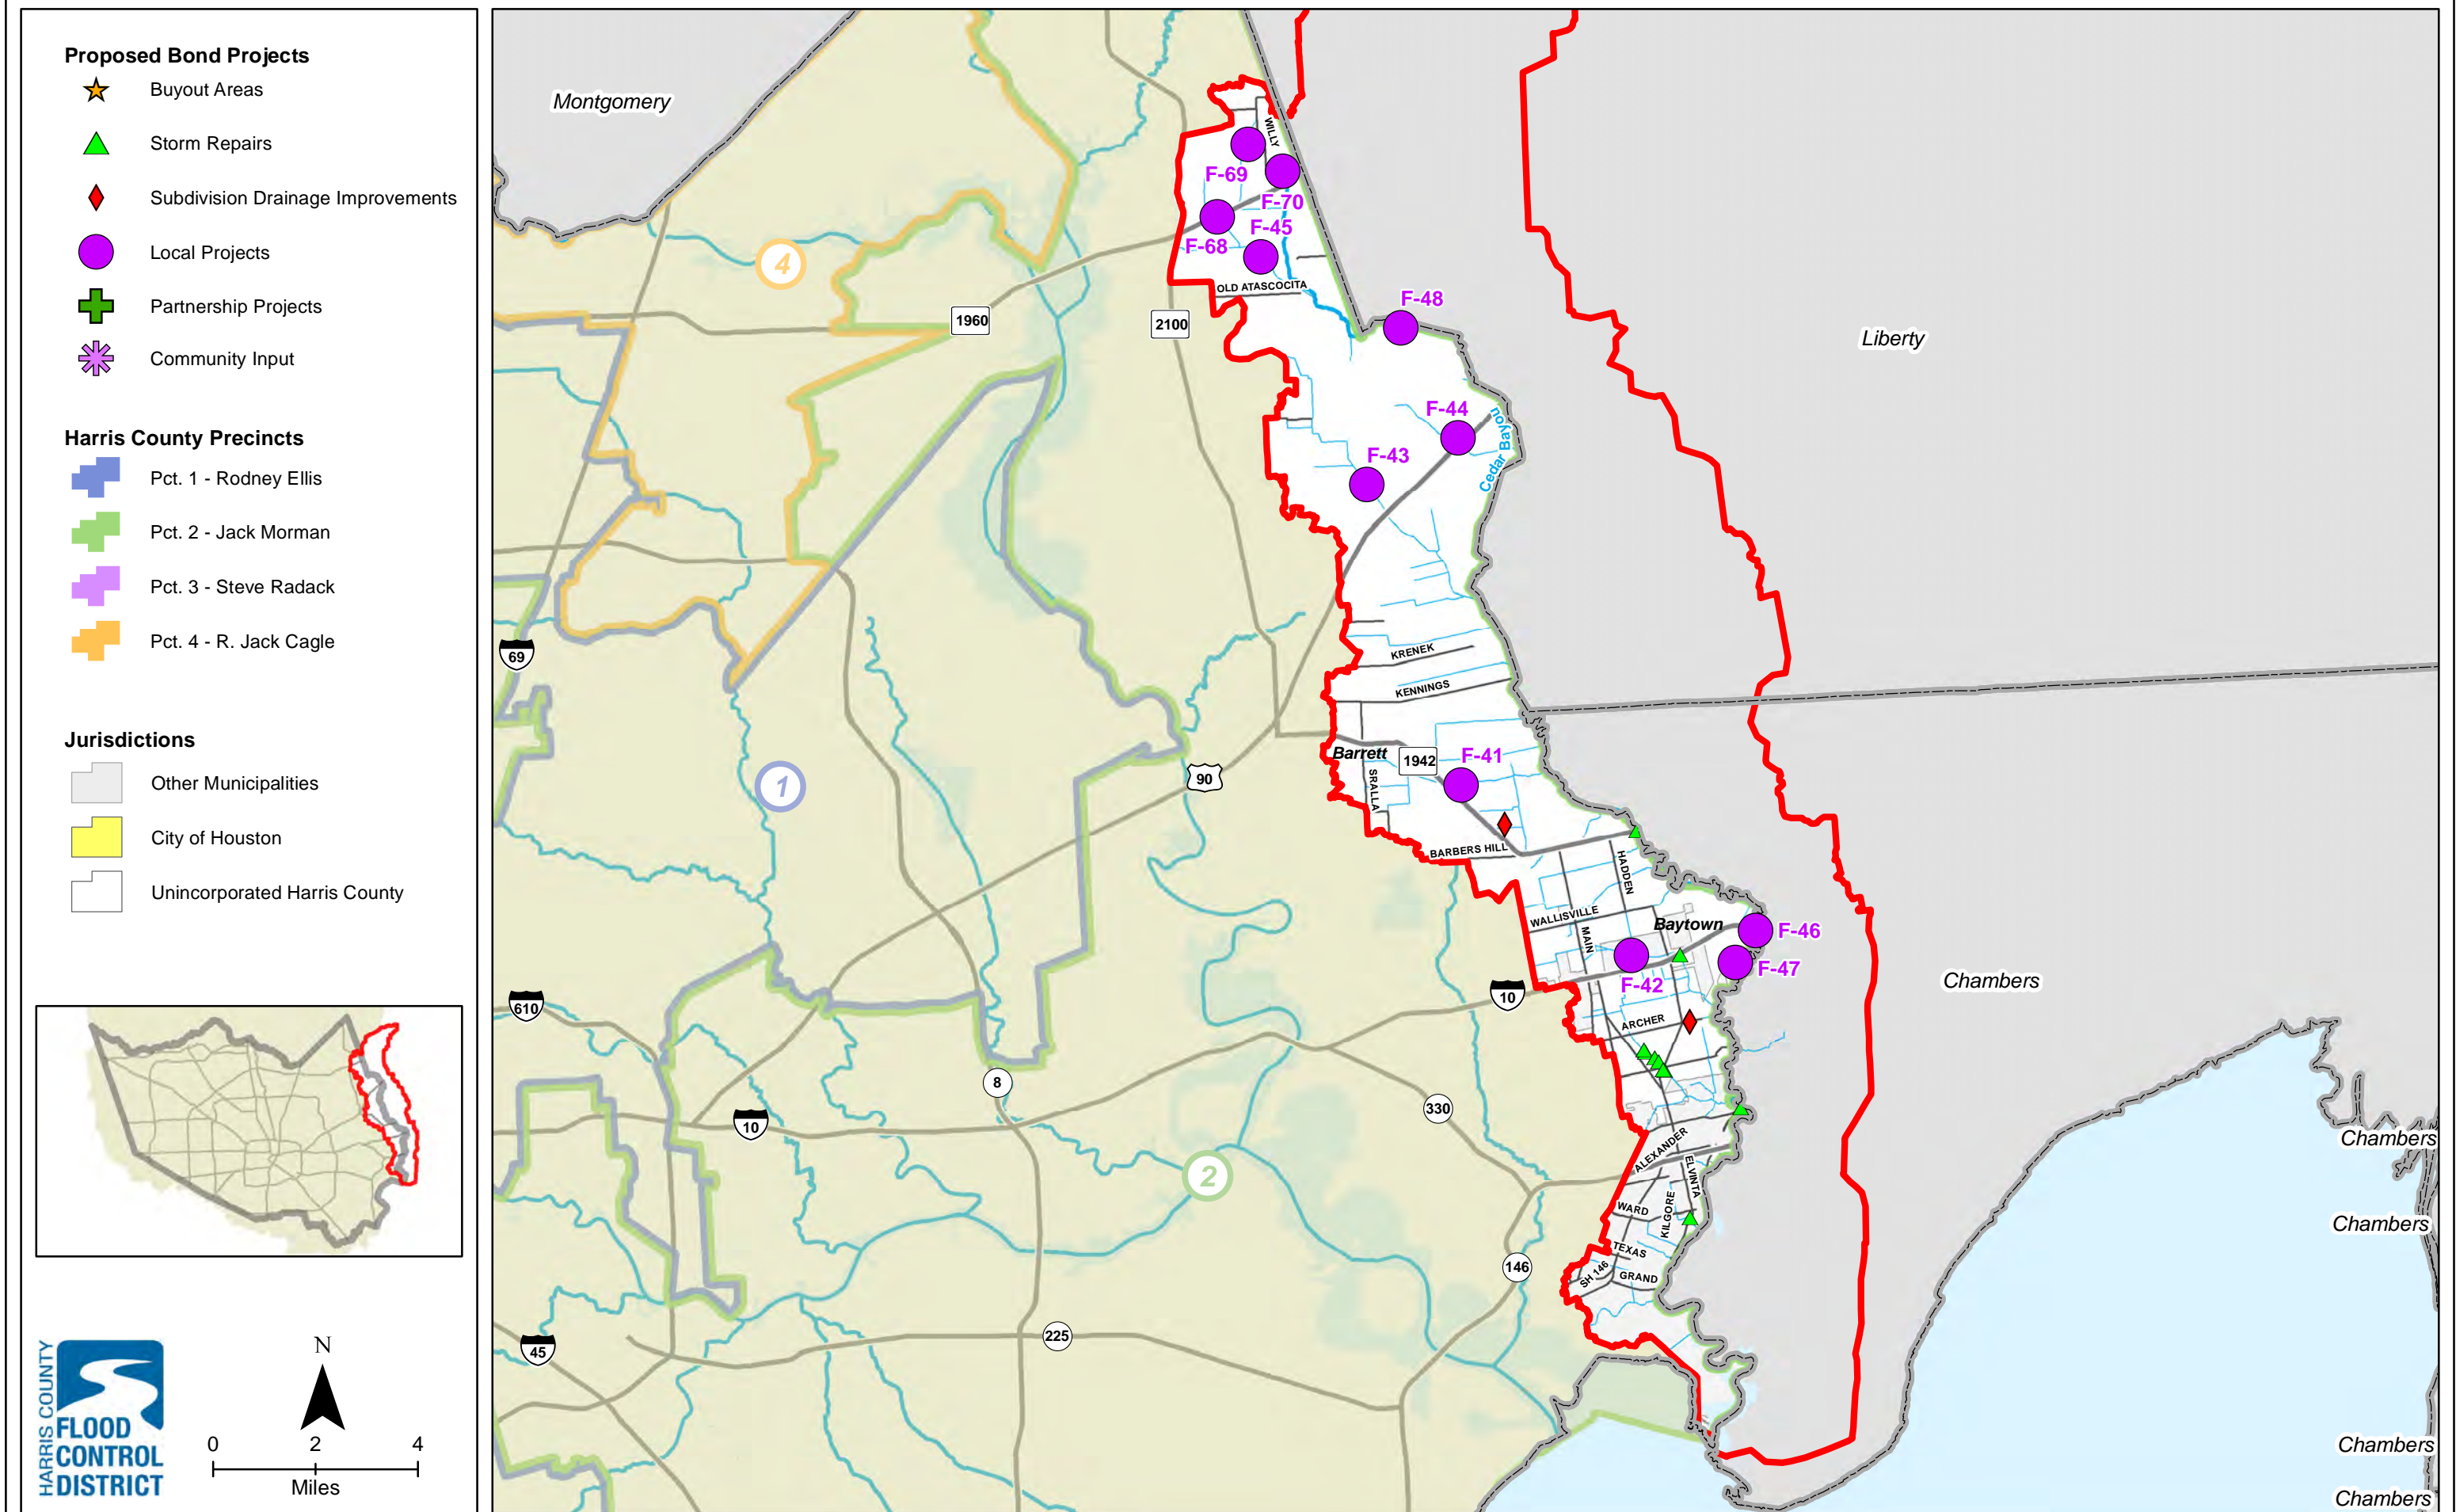 Proposed Bond Projects
Buyout Areas
Storm Repairs
Subdivision Drainage Improvements
Local Projects
Partnership Projects
Community Input
Harris County Precincts
Pct. 1 - Rodney Ellis
Pct. 2 - Jack Morman
Pct. 3 - Steve Radack
Pct. 4 - R. Jack Cagle
Jurisdictions
Other Municipalities
City of Houston
Unincorporated Harris County
HARRIS COUNTY
FLOOD
CONTROL
DISTRICT
N
0 2 4
Miles
Montgomery
WILLY
F-69
F-70
F-68
F-45
4
OLD ATASCOCITA
F-48
1960
2100
Liberty
F-44
Cedar Bayou
F-43
69
KRENEK
KENNINGS
Barrett
1942
F-41
90
1
SRALLA
BARBERS HILL
HADDEN
WALLISVILLE
MAIN
Baytown
F-46
F-47
F-42
Chambers
610
10
ARCHER
8
330
10
ALEXANDER
ELVINTA
2
WARD
KILGORE
TEXAS
SH 146
GRAND
146
225
45
Chambers
Chambers
Chambers
Chambers